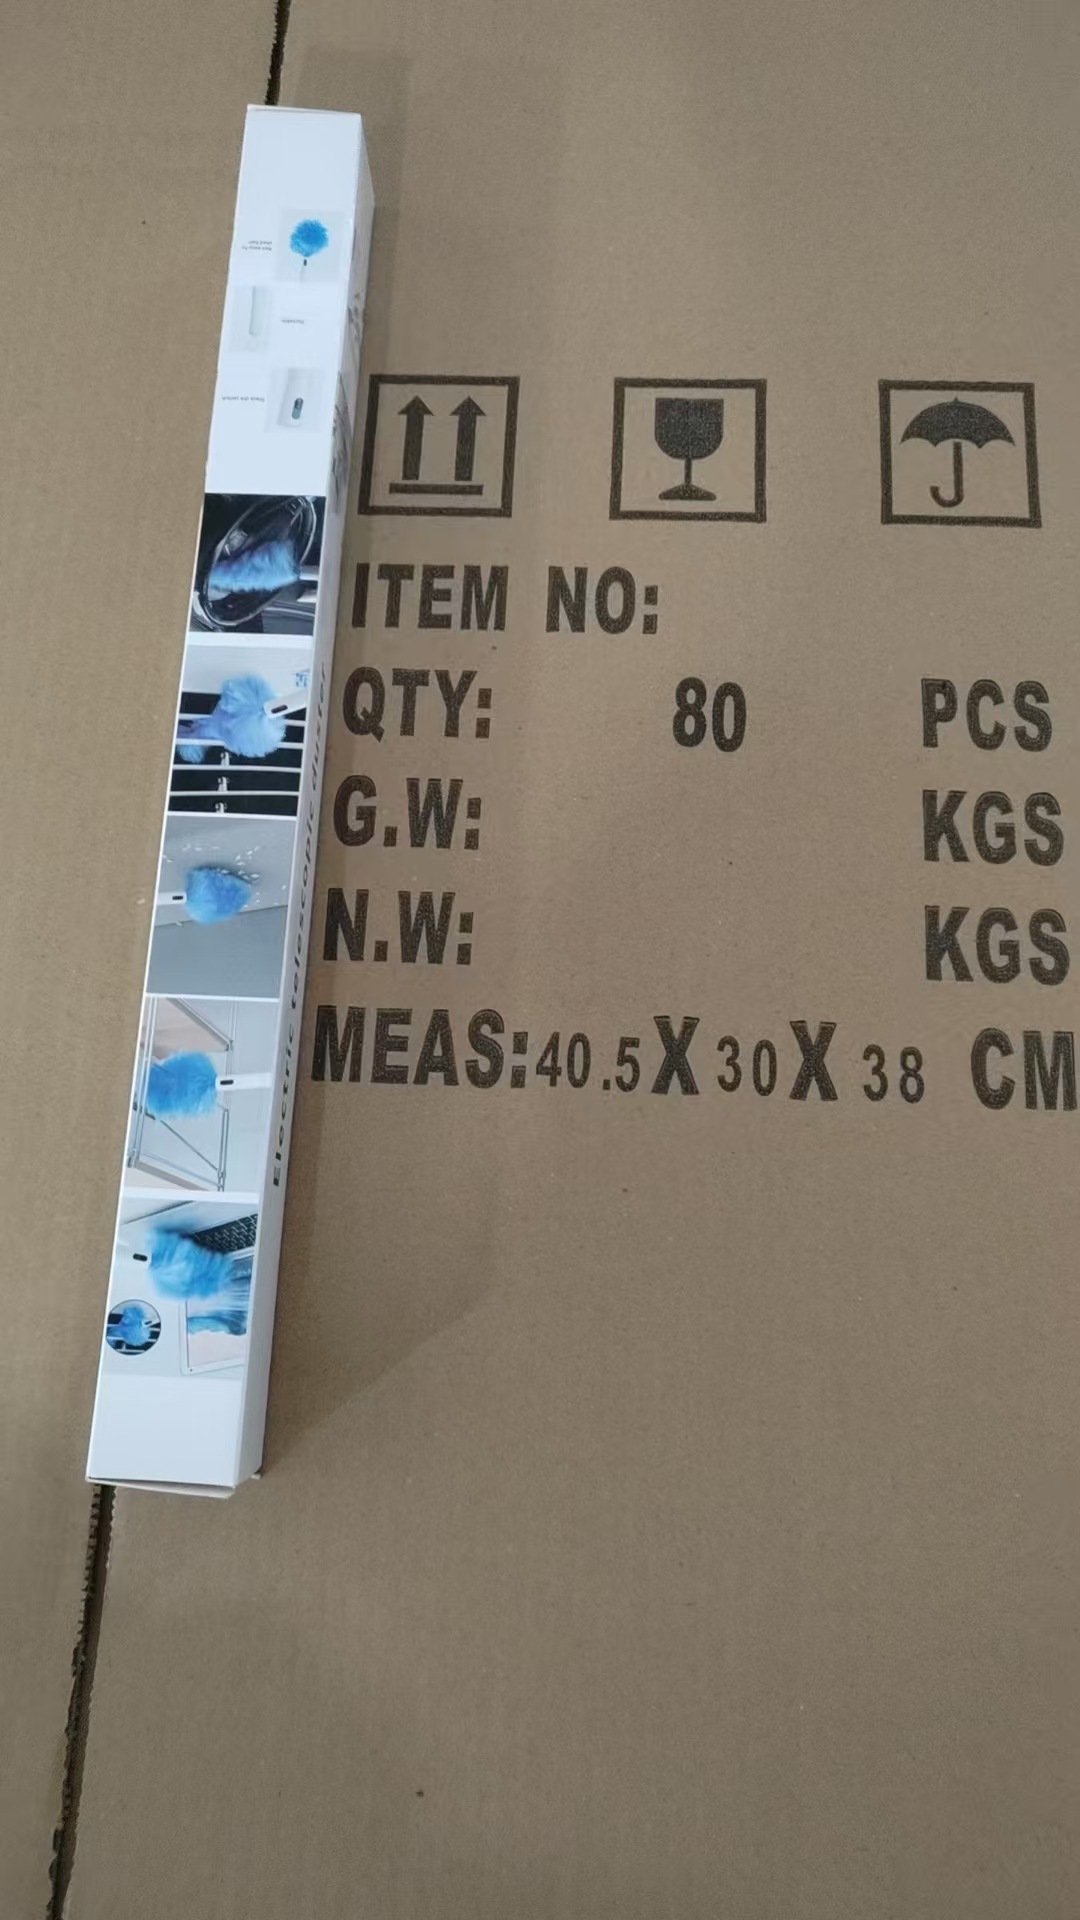 ITEM NO:
QTY: 80 PCS
G.W: KGS
N.W: KGS
MEAS:40.5X30X38 CM
Electric telescopic duster